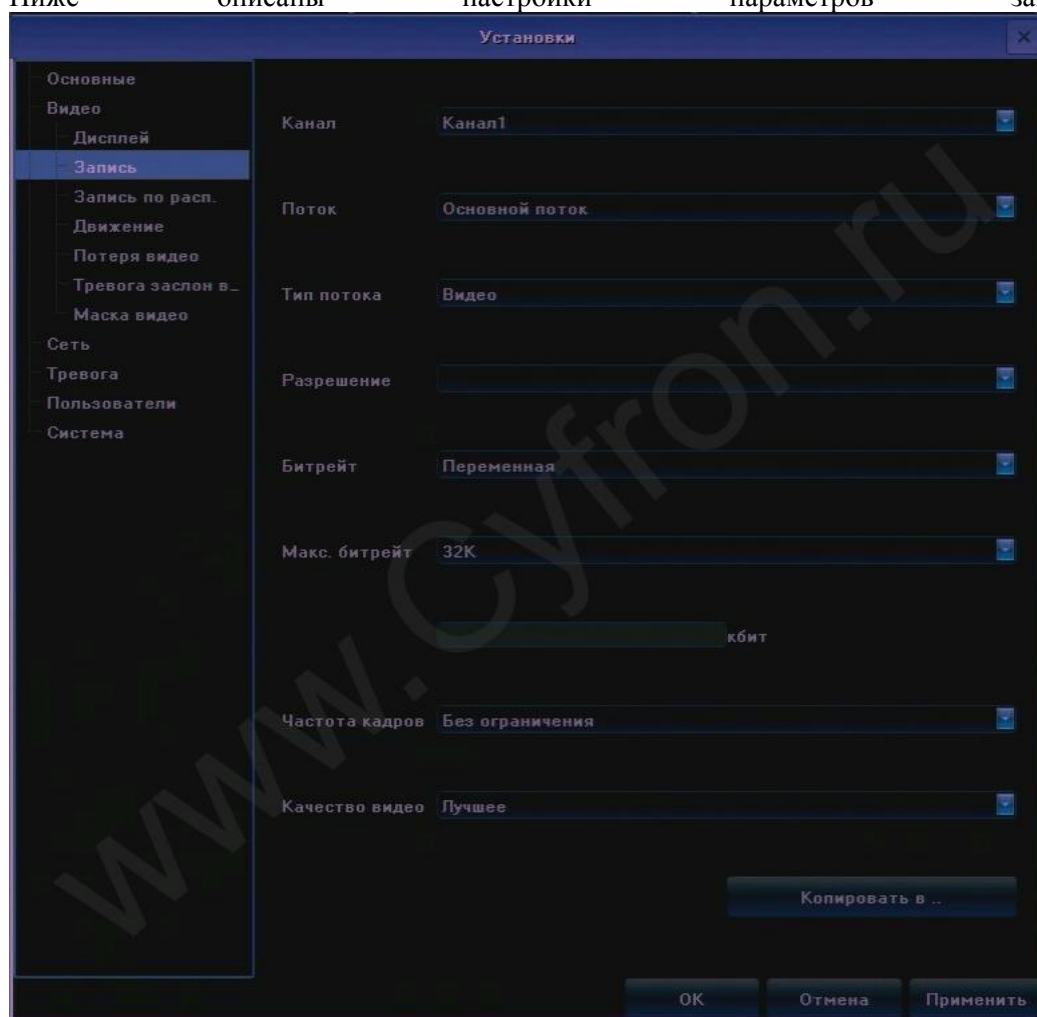 Ниже описаны настройки параметров
Установки
Основные
Видео
Дисплей
Запись
Запись по расп.
Движение
Потеря видео
Тревога заслон в_
Маска видео
Сеть
Тревога
Пользователи
Система
Канал Канал1
Поток Основной поток
Тип потока Видео
Разрешение
Битрейт Переменная
Макс. битрейт 32K
кбит
Частота кадров Без ограничения
Качество видео Лучшее
Копировать в ..
OK Отмена Применить
www.Cyfron.ru